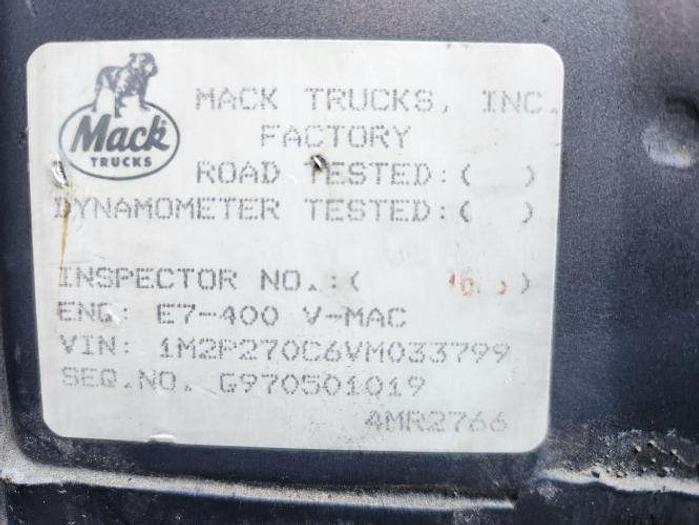 Mack
TRUCKS
MACK TRUCKS, INC.
FACTORY
ROAD TESTED:( )
DYNAMOMETER TESTED:( )
INSPECTOR NO.:( )
ENG: E7-400 V-MAC
VIN: 1M2P270C6VM033799
SEQ.NO. G970501019
4MR2766